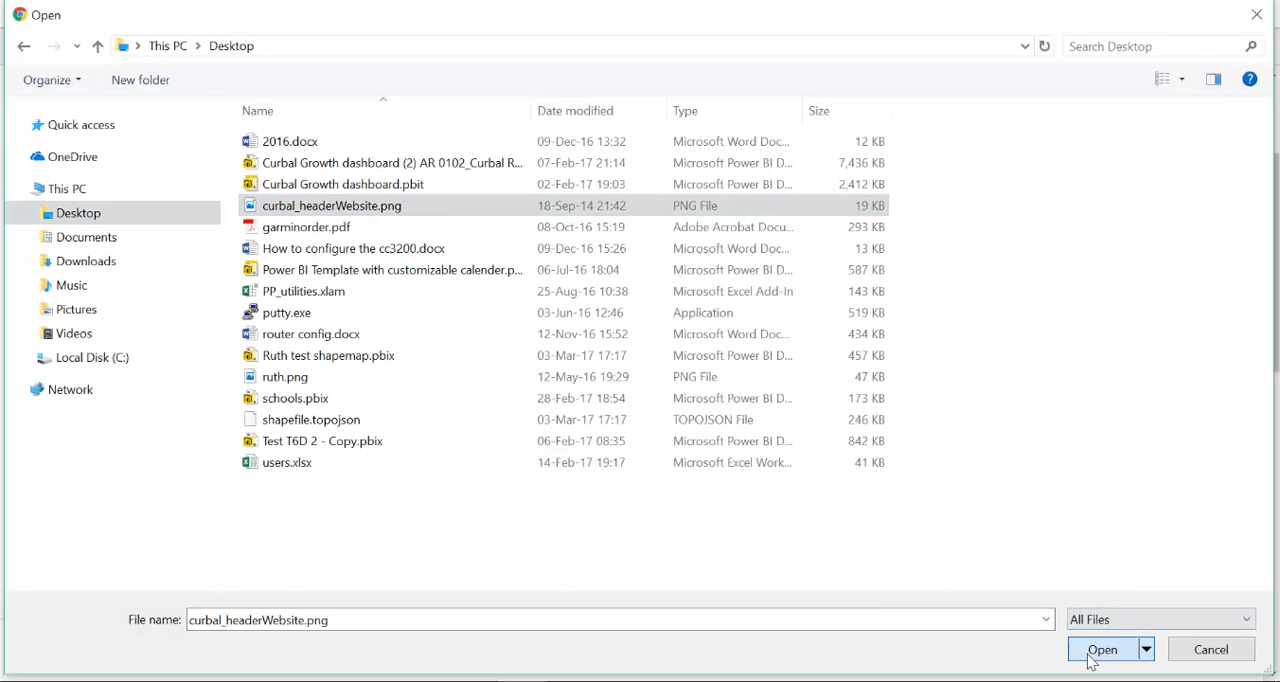 Open
This PC > Desktop
Search Desktop
Organize
New folder
Name Date modified Type Size
Quick access
OneDrive
This PC
Desktop
Documents
Downloads
Music
Pictures
Videos
Local Disk (C:)
Network
2016.docx 09-Dec-16 13:32 Microsoft Word Doc... 12 KB
Curbal Growth dashboard (2) AR 0102_Curbal R... 07-Feb-17 21:14 Microsoft Power BI D... 7,436 KB
Curbal Growth dashboard.pbit 02-Feb-17 19:03 Microsoft Power BI D... 2,412 KB
curbal_headerWebsite.png 18-Sep-14 21:42 PNG File 19 KB
garminorder.pdf 08-Oct-16 15:19 Adobe Acrobat Docu... 293 KB
How to configure the cc3200.docx 09-Dec-16 15:26 Microsoft Word Doc... 13 KB
Power BI Template with customizable calender.p... 06-Jul-16 18:04 Microsoft Power BI D... 587 KB
PP_utilities.xlam 25-Aug-16 10:38 Microsoft Excel Add-In 143 KB
putty.exe 03-Jun-16 12:46 Application 519 KB
router config.docx 12-Nov-16 15:52 Microsoft Word Doc... 434 KB
Ruth test shapemap.pbix 03-Mar-17 17:17 Microsoft Power BI D... 457 KB
ruth.png 12-May-16 19:29 PNG File 47 KB
schools.pbix 28-Feb-17 18:54 Microsoft Power BI D... 173 KB
shapefile.topojson 03-Mar-17 17:17 TOPOJSON File 246 KB
Test T6D 2 - Copy.pbix 06-Feb-17 08:35 Microsoft Power BI D... 842 KB
users.xlsx 14-Feb-17 19:17 Microsoft Excel Work... 41 KB
File name: curbal_headerWebsite.png
All Files
Open
Cancel